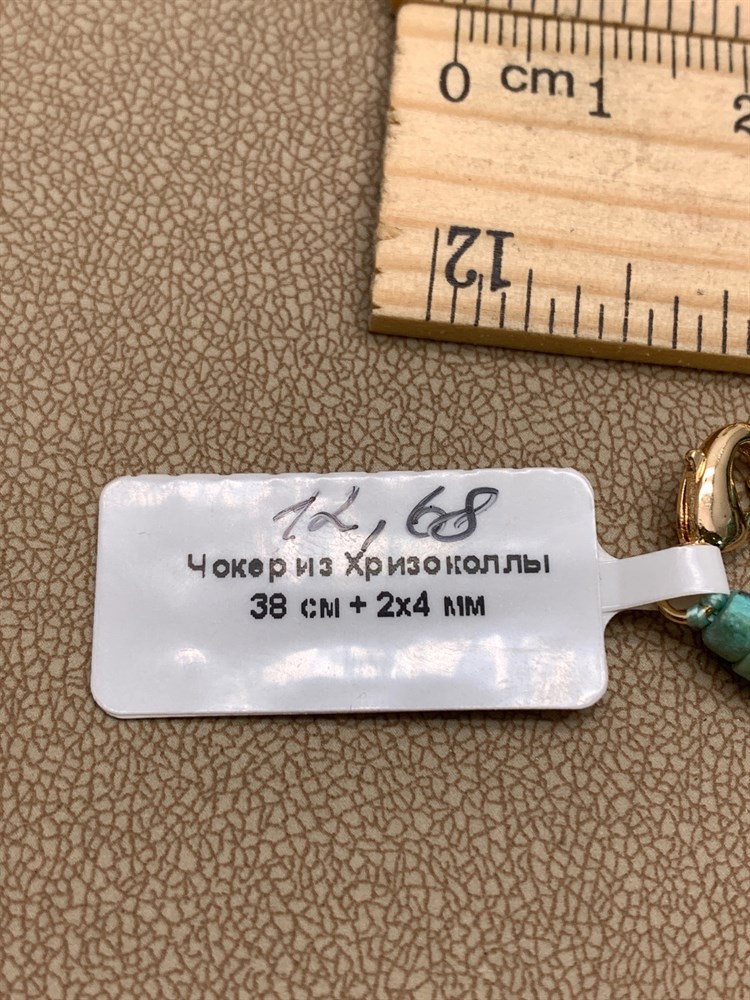 0 cm 1 2
12
12,68
Чокер из Хризоколлы
38 см + 2х4 мм